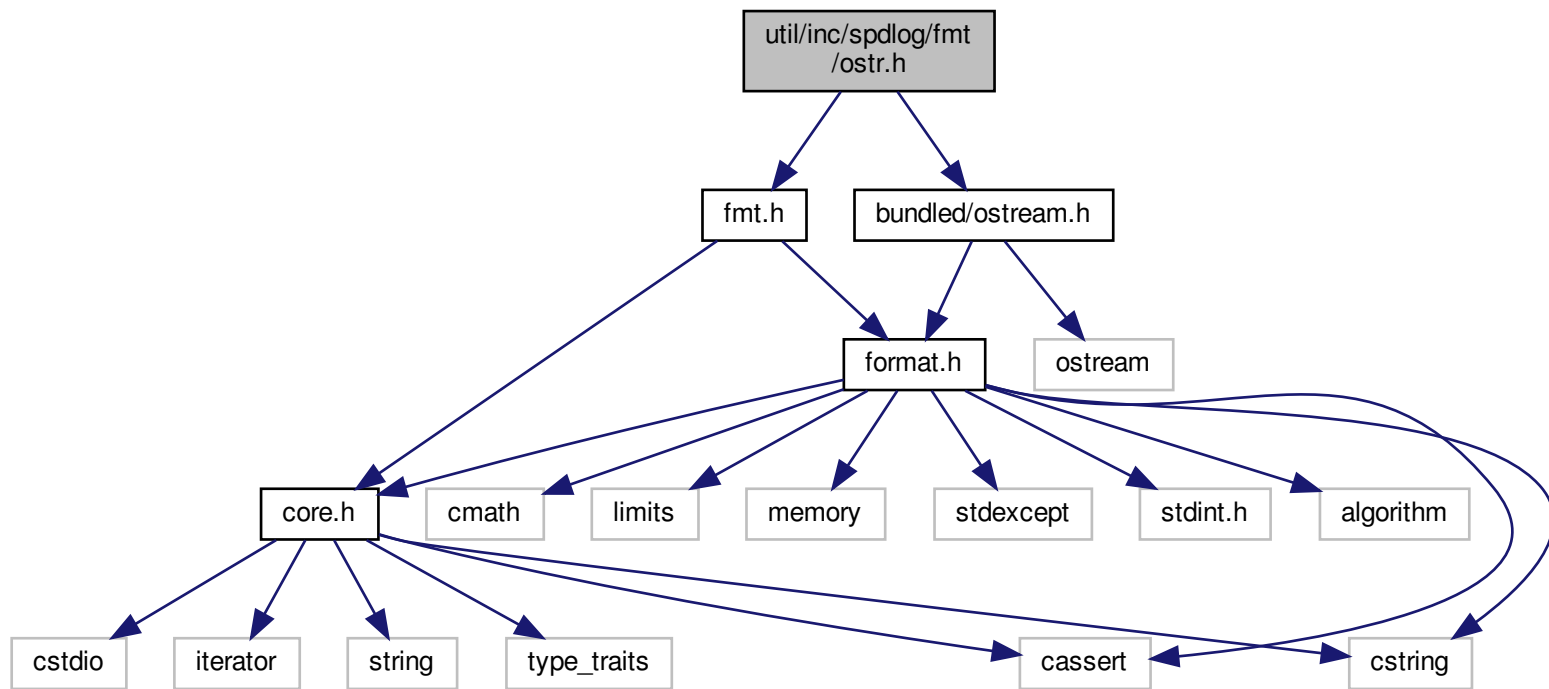 util/inc/spdlog/fmt
/ostr.h
fmt.h
bundled/ostream.h
format.h
ostream
core.h
cmath
limits
memory
stdexcept
stdint.h
algorithm
cstdio
iterator
string
type_traits
cassert
cstring